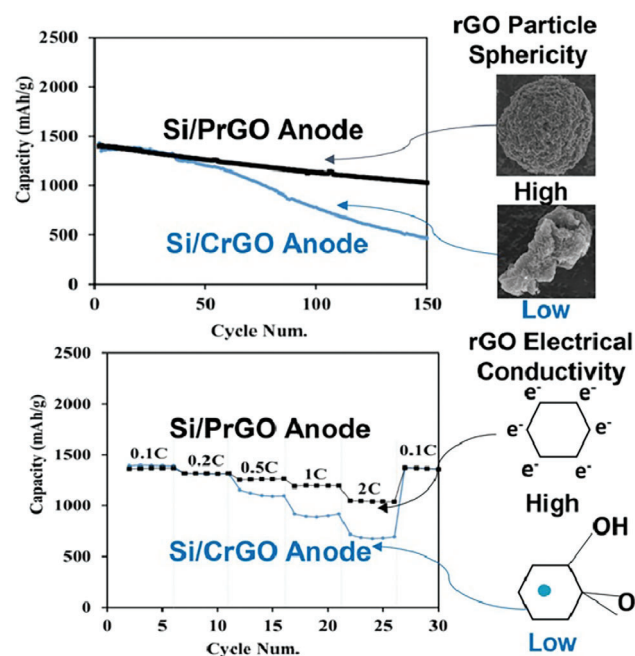 rGO Particle
Sphericity
2500
2000
1500
1000
500
0
Capacity (mAh/g)
Si/PrGO Anode
Si/CrGO Anode
0 50 100 150
Cycle Num.
High
Low
rGO Electrical
Conductivity
2500
2000
1500
1000
500
0
Capacity (mAh/g)
Si/PrGO Anode
0.1C 0.2C 0.5C 1C 2C 0.1C
Si/CrGO Anode
0 5 10 15 20 25 30
Cycle Num.
e- e-
e- e-
e- e-
High
OH
O
Low